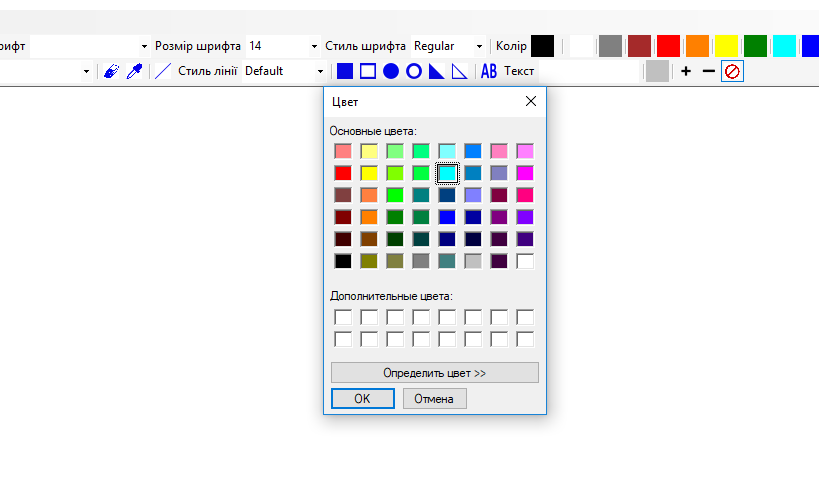 рифт Розмір шрифта 14 Стиль шрифта Regular Колір
Стиль лінії Default AB Текст
Цвет
Основные цвета:
Дополнительные цвета:
Определить цвет >>
OK Отмена